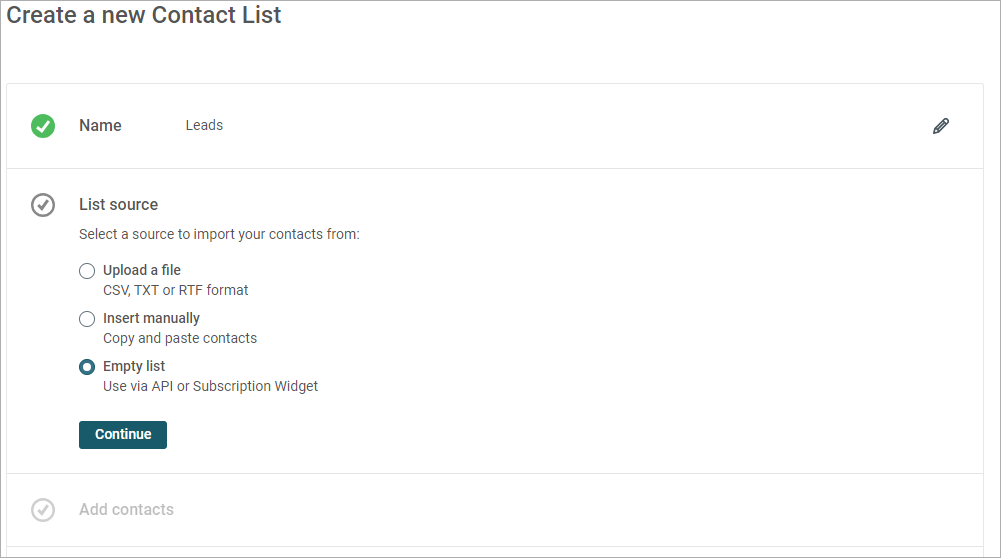 Create a new Contact List
Name
Leads
List source
Select a source to import your contacts from:
Upload a file
CSV, TXT or RTF format
Insert manually
Copy and paste contacts
Empty list
Use via API or Subscription Widget
Continue
Add contacts